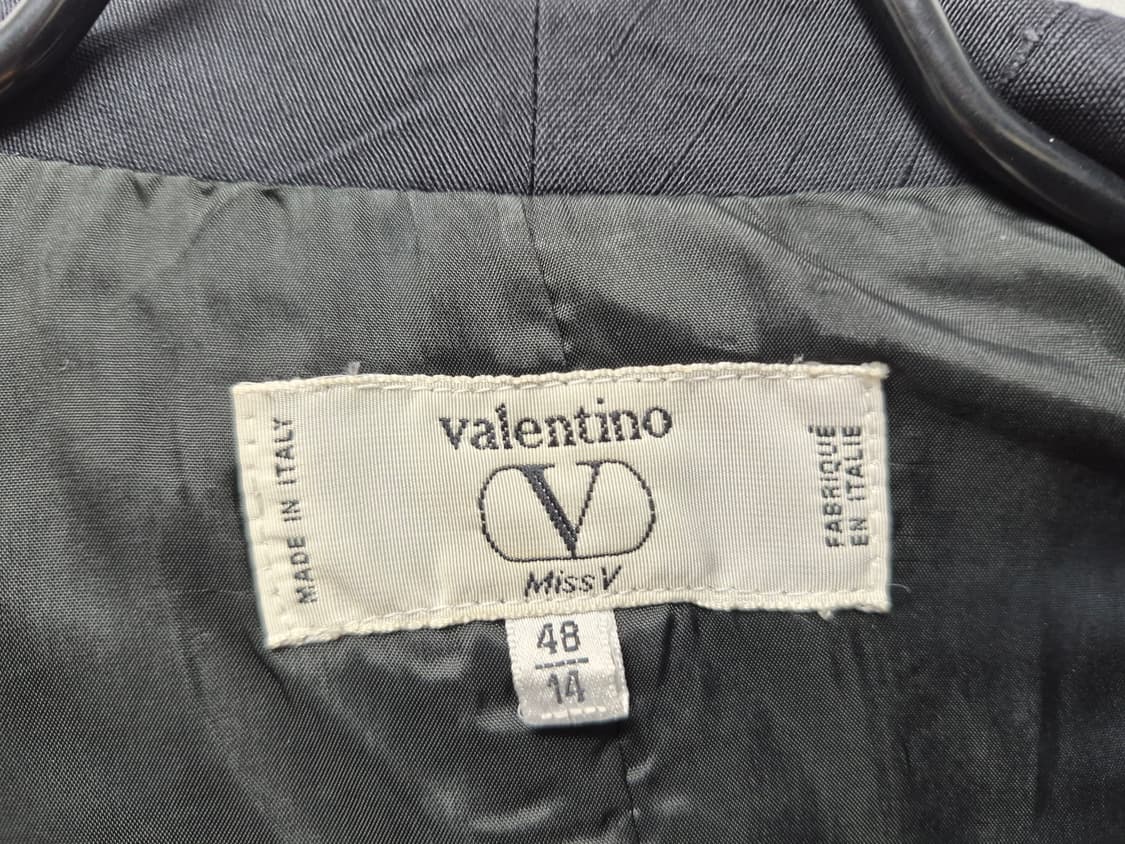 MADE IN ITALY
valentino
V
Miss V
FABRIQUÉ
EN ITALIE
48
14